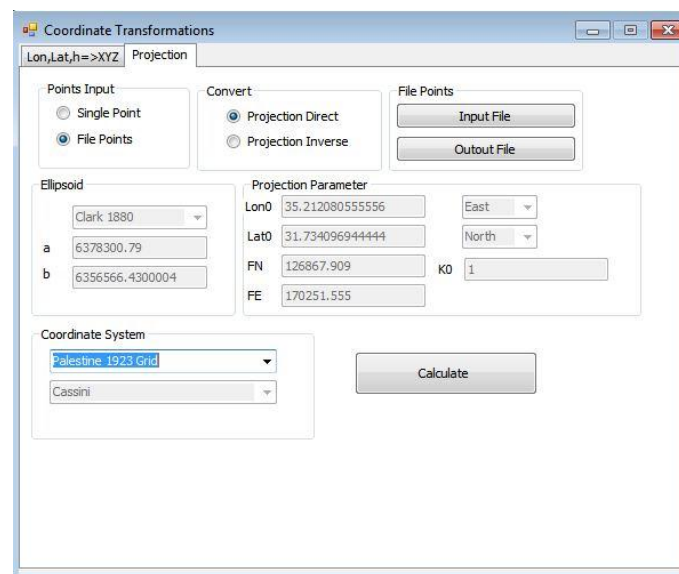 Coordinate Transformations
Lon,Lat,h=>XYZ Projection
Points Input
Single Point
File Points
Convert
Projection Direct
Projection Inverse
File Points
Input File
Outout File
Ellipsoid
Clark 1880
a 6378300.79
b 6356566.4300004
Projection Parameter
Lon0 35.212080555556 East
Lat0 31.734096944444 North
FN 126867.909 K0 1
FE 170251.555
Coordinate System
Palestine 1923 Grid
Cassini
Calculate